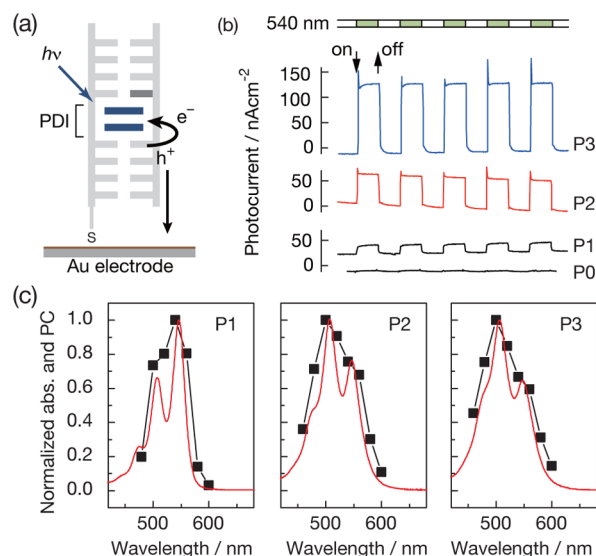 (a)
hν
PDI
e⁻
h⁺
S
Au electrode
(b)
540 nm
on
off
Photocurrent / nAcm⁻²
150
100
50
0
P3
50
0
P2
50
0
P1
P0
(c)
Normalized abs. and PC
1.0
0.8
0.6
0.4
0.2
0.0
P1
P2
P3
500 600
500 600
500 600
Wavelength / nm
Wavelength / nm
Wavelength / nm